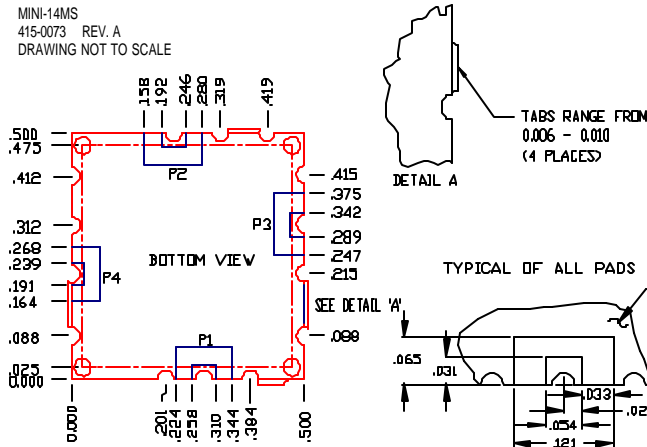 MINI-14MS
415-0073 REV. A
DRAWING NOT TO SCALE
.158
.192
.246
.280
.319
.419
.500
.475
.412
.312
.268
.239
.191
.164
.088
.025
0.000
P2
P3
P4
P1
BOTTOM VIEW
.415
.375
.342
.289
.247
.215
SEE DETAIL 'A'
.088
0.000
.201
.224
.258
.310
.344
.384
.500
TABS RANGE FROM
0.006 - 0.010
(4 PLACES)
DETAIL A
TYPICAL OF ALL PADS
.065
.031
.033
.02
.054
.121